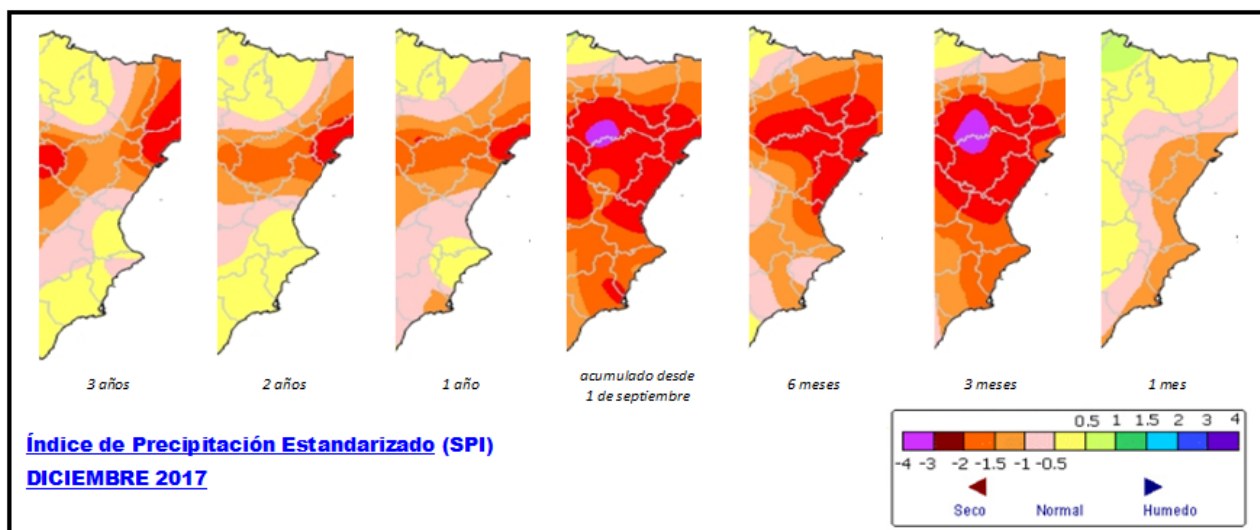 3 años
2 años
1 año
acumulado desde
1 de septiembre
6 meses
3 meses
1 mes
Índice de Precipitación Estandarizado (SPI)
DICIEMBRE 2017
0.5 1 1.5 2 3 4
-4 -3 -2 -1.5 -1 -0.5
Seco Normal Humedo